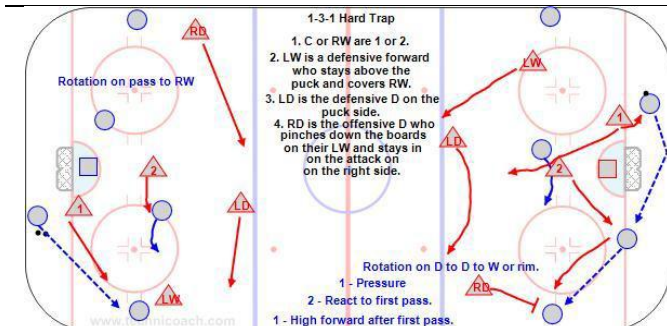 1-3-1 Hard Trap
1. C or RW are 1 or 2.
2. LW is a defensive forward
who stays above the
puck and covers RW.
3. LD is the defensive D on the
puck side.
4. RD is the offensive D who
pinches down the boards
on their LW and stays in
on the attack on
on the right side.
RD
Rotation on pass to RW
2
1
LD
LW
www.technicoach.com
LW
1
LD
2
Rotation on D to D to W or rim.
RD
1 - Pressure
2 - React to first pass.
1 - High forward after first pass.